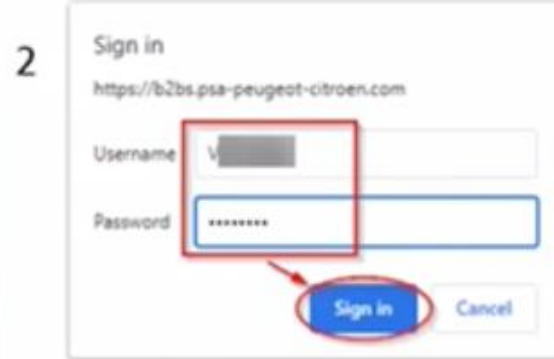 2
Sign in
https://b2bs.psa-peugeot-citroen.com
Username V
Password ••••••••
Sign in Cancel